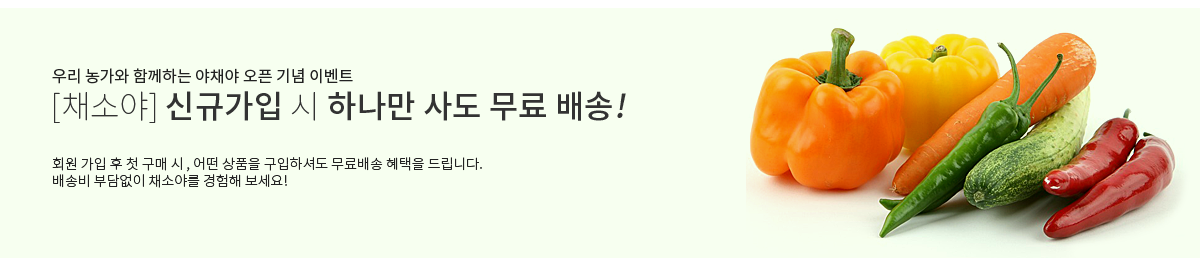 우리 농가와 함께하는 야채야 오픈 기념 이벤트
[채소야] 신규가입 시 하나만 사도 무료 배송!
회원 가입 후 첫 구매 시 , 어떤 상품을 구입하셔도 무료배송 혜택을 드립니다.
배송비 부담없이 채소야를 경험해 보세요!